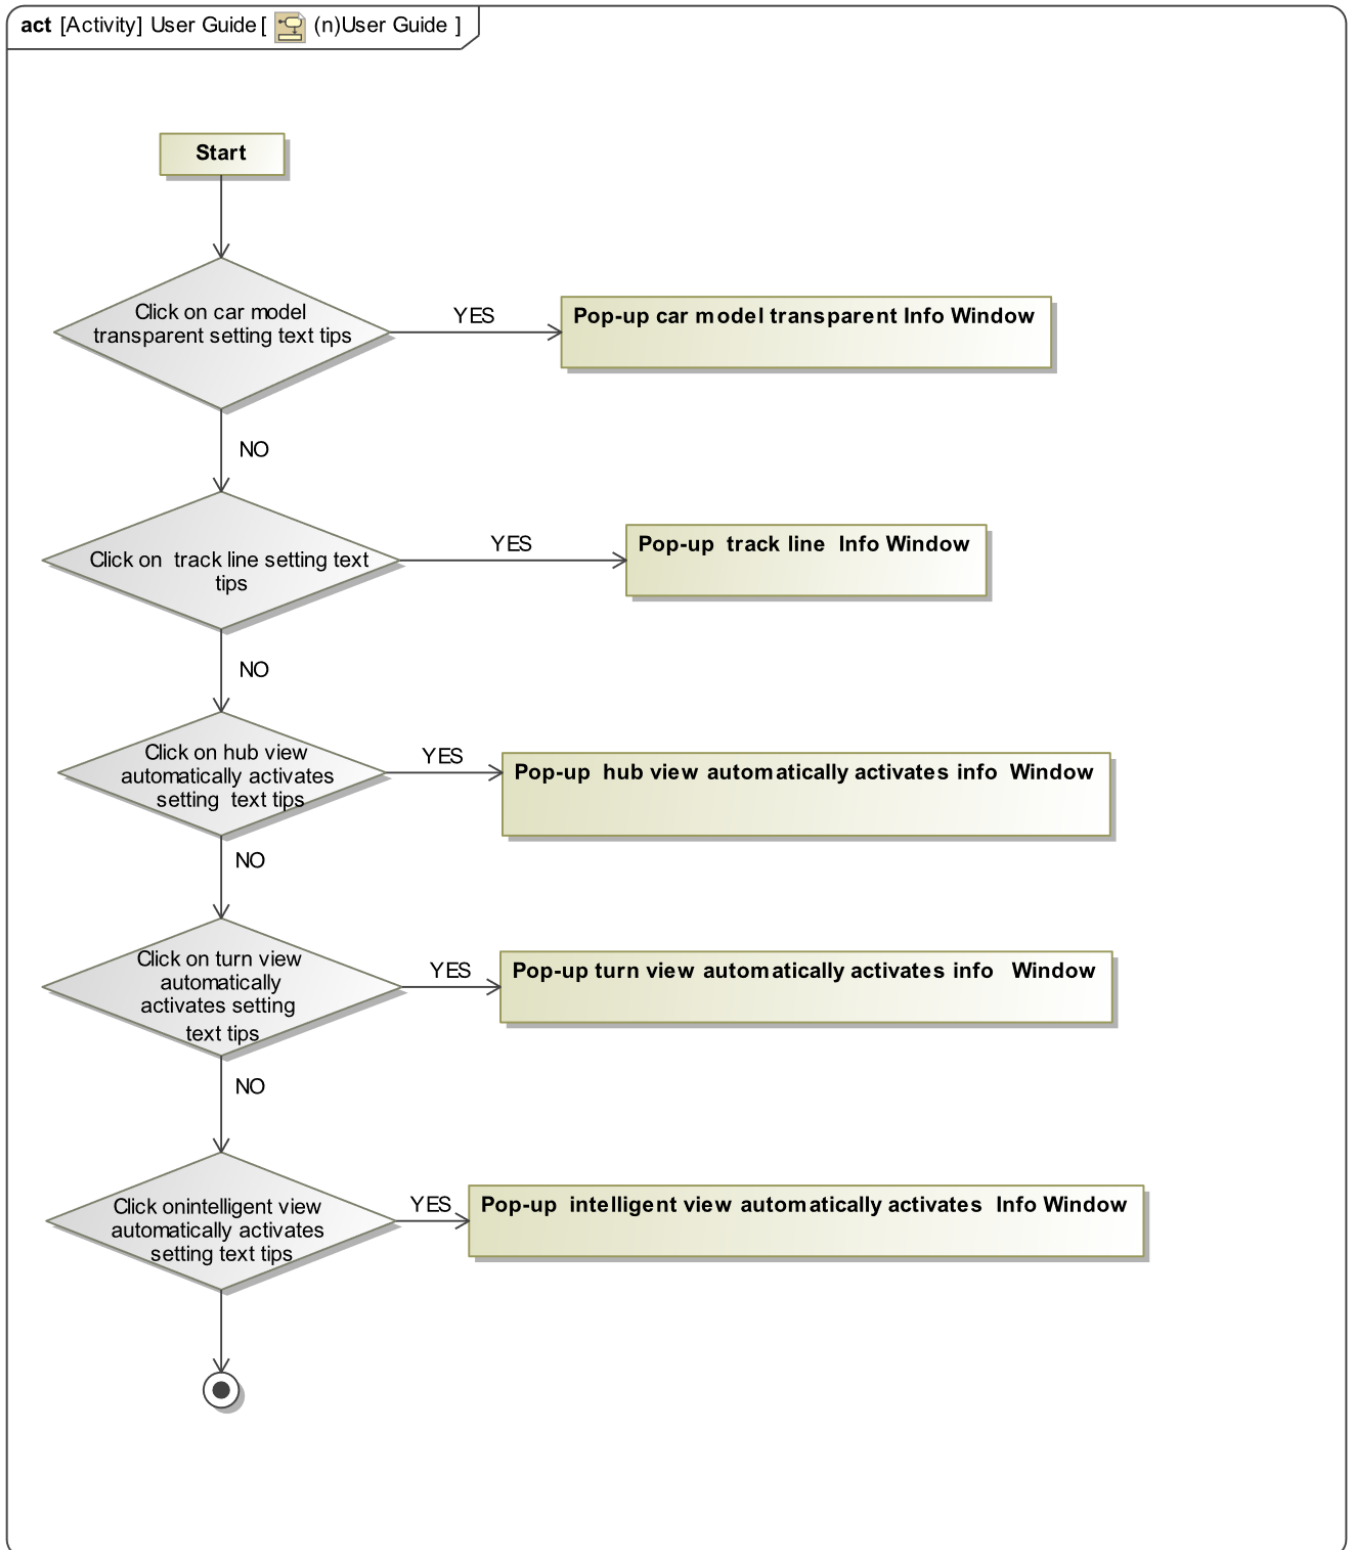 act [Activity] User Guide [ (n)User Guide ]
Start
Click on car model
transparent setting text tips
YES
Pop-up car model transparent Info Window
NO
Click on track line setting text
tips
YES
Pop-up track line Info Window
NO
Click on hub view
automatically activates
setting text tips
YES
Pop-up hub view automatically activates info Window
NO
Click on turn view
automatically
activates setting
text tips
YES
Pop-up turn view automatically activates info Window
NO
Click onintelligent view
automatically activates
setting text tips
YES
Pop-up intelligent view automatically activates Info Window